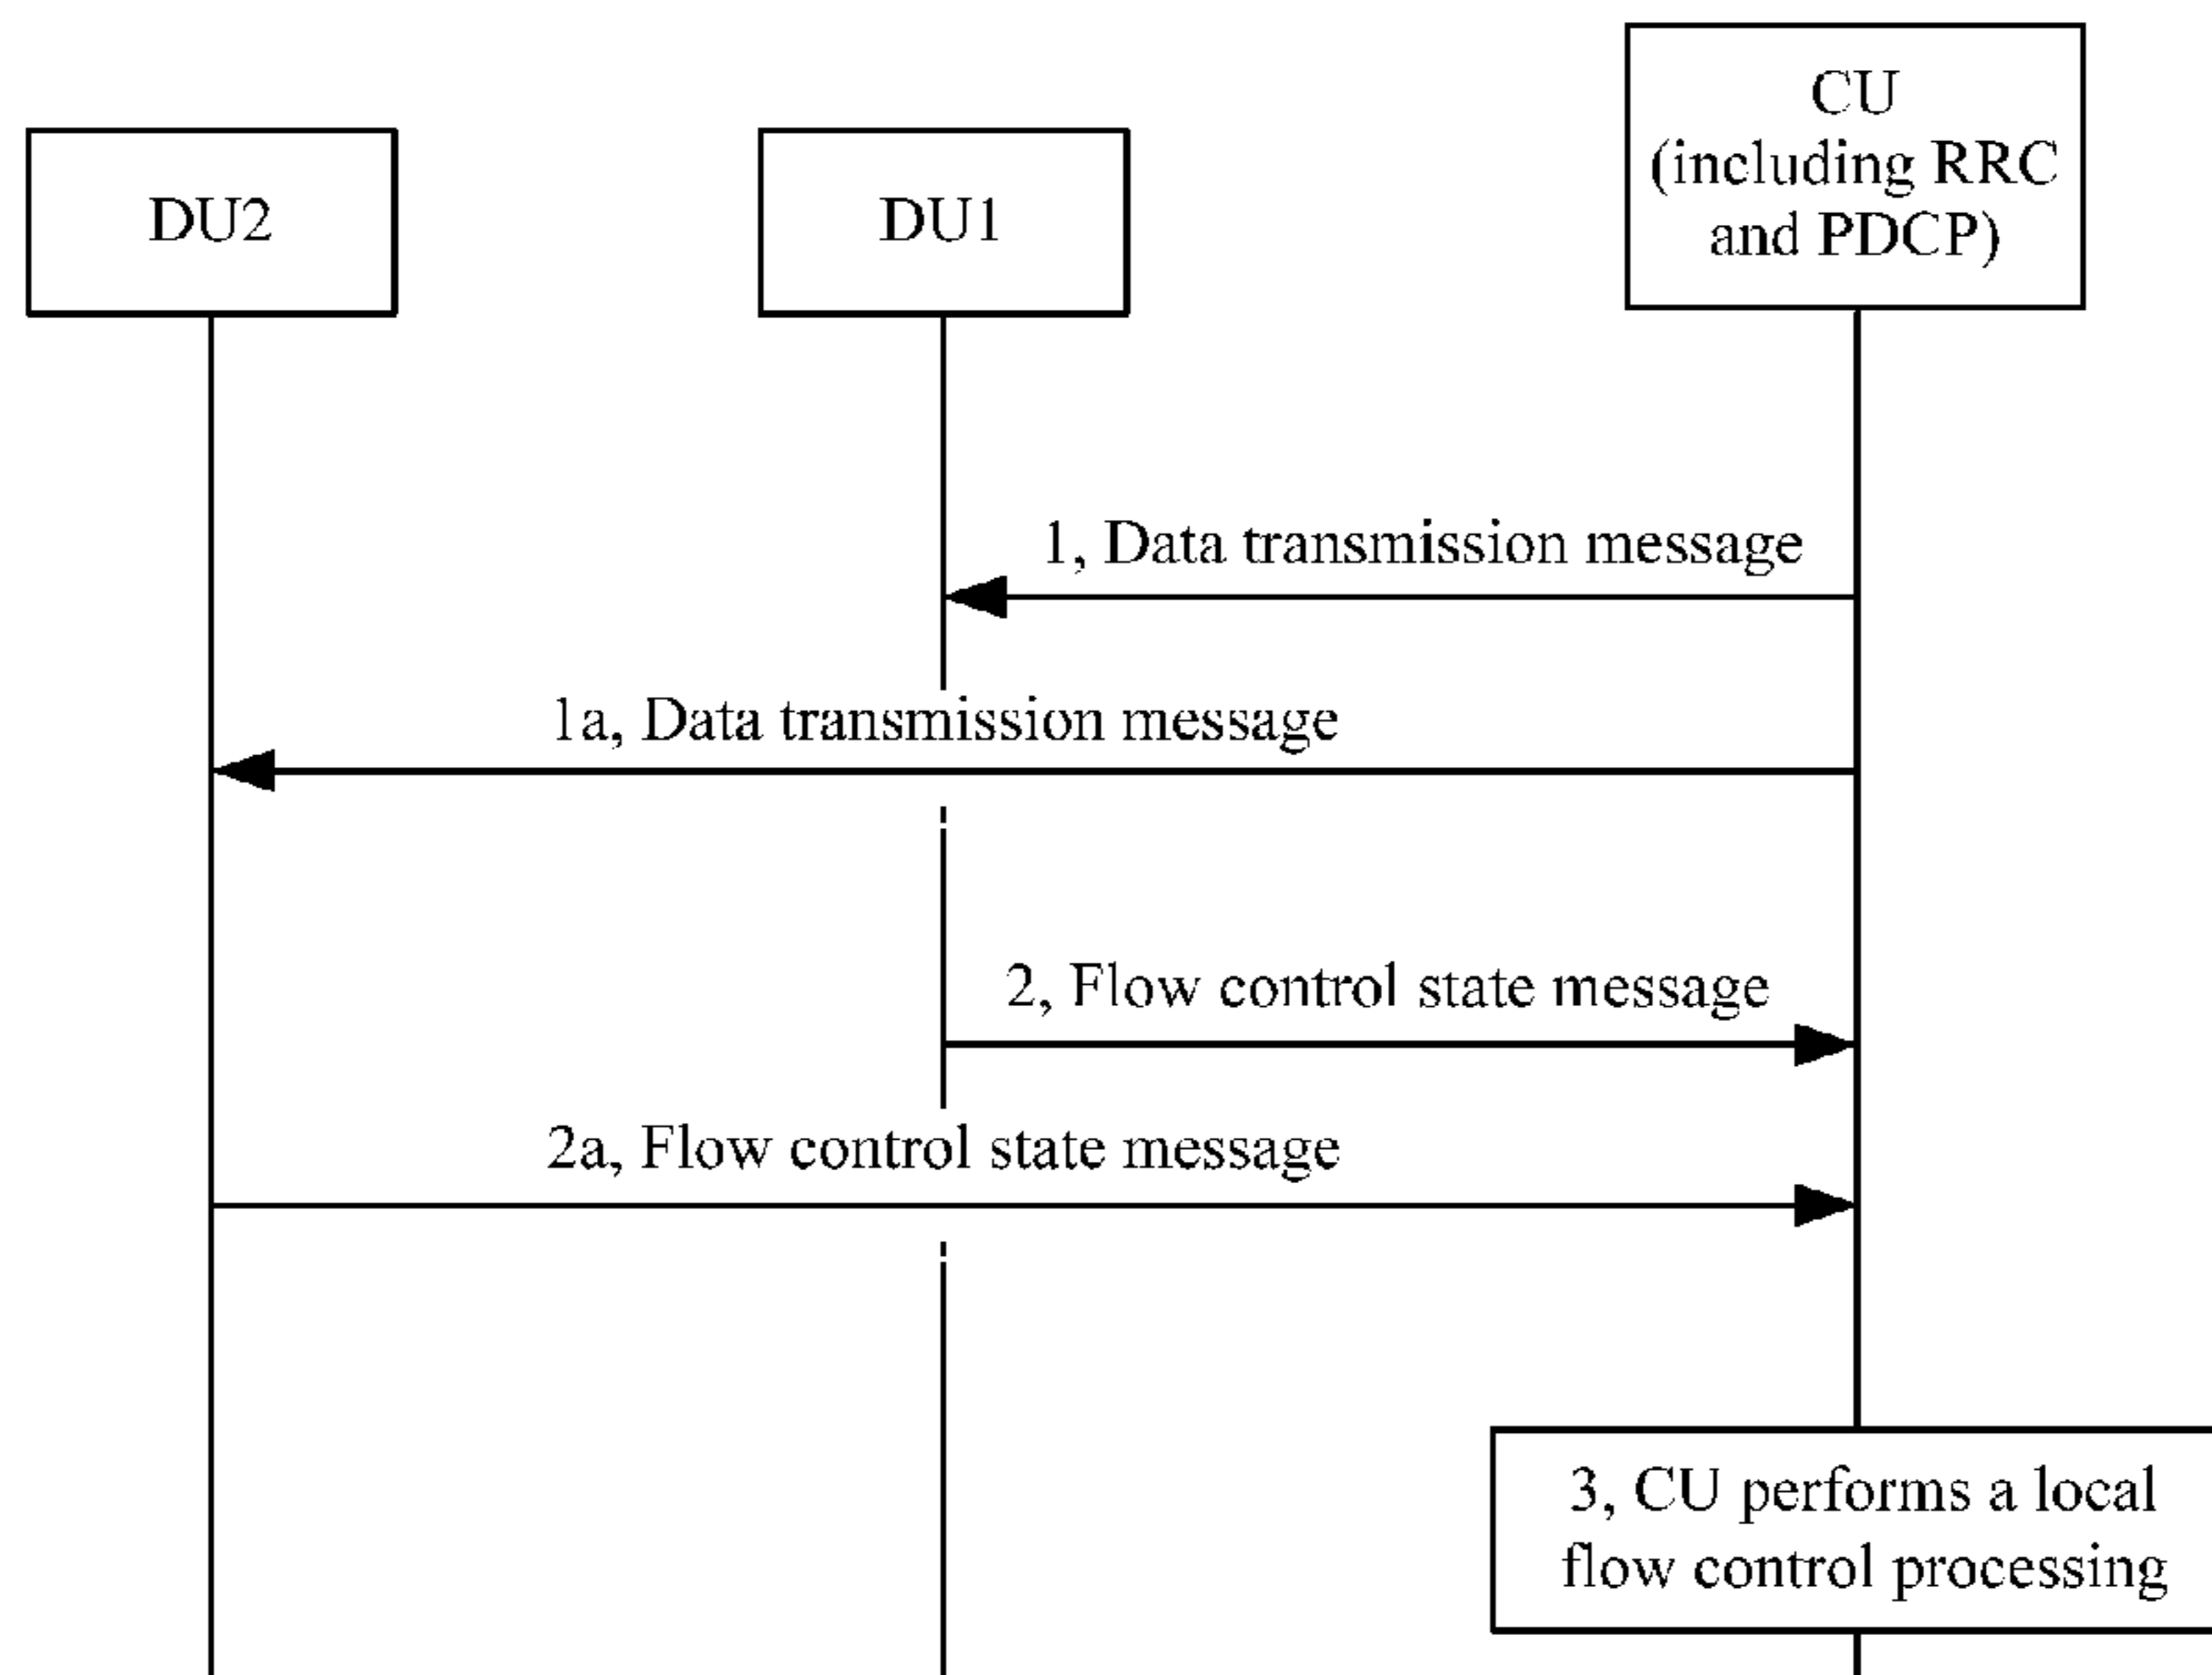 DU2
DU1
CU
(including RRC
and PDCP)
1, Data transmission message
1a, Data transmission message
2, Flow control state message
2a, Flow control state message
3, CU performs a local
flow control processing